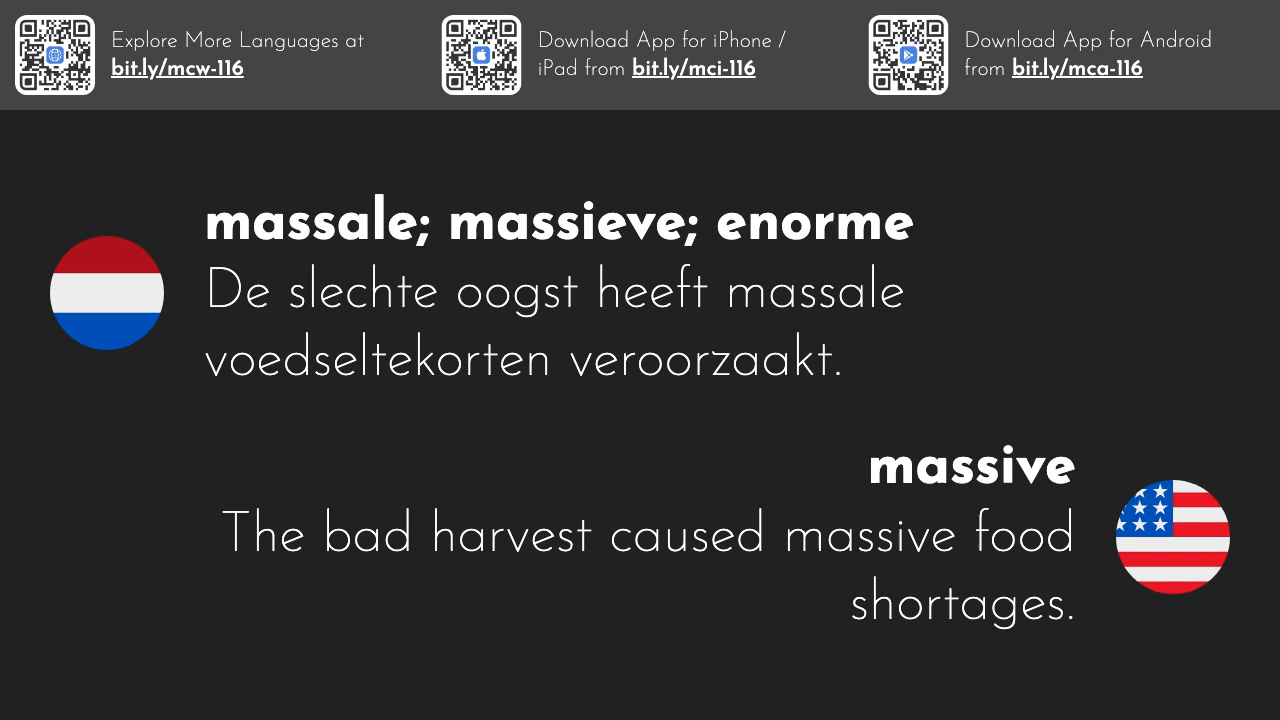 Explore More Languages at
bit.ly/mcw-116
Download App for iPhone /
iPad from bit.ly/mci-116
Download App for Android
from bit.ly/mca-116
massale; massieve; enorme
De slechte oogst heeft massale
voedseltekorten veroorzaakt.
massive
The bad harvest caused massive food
shortages.